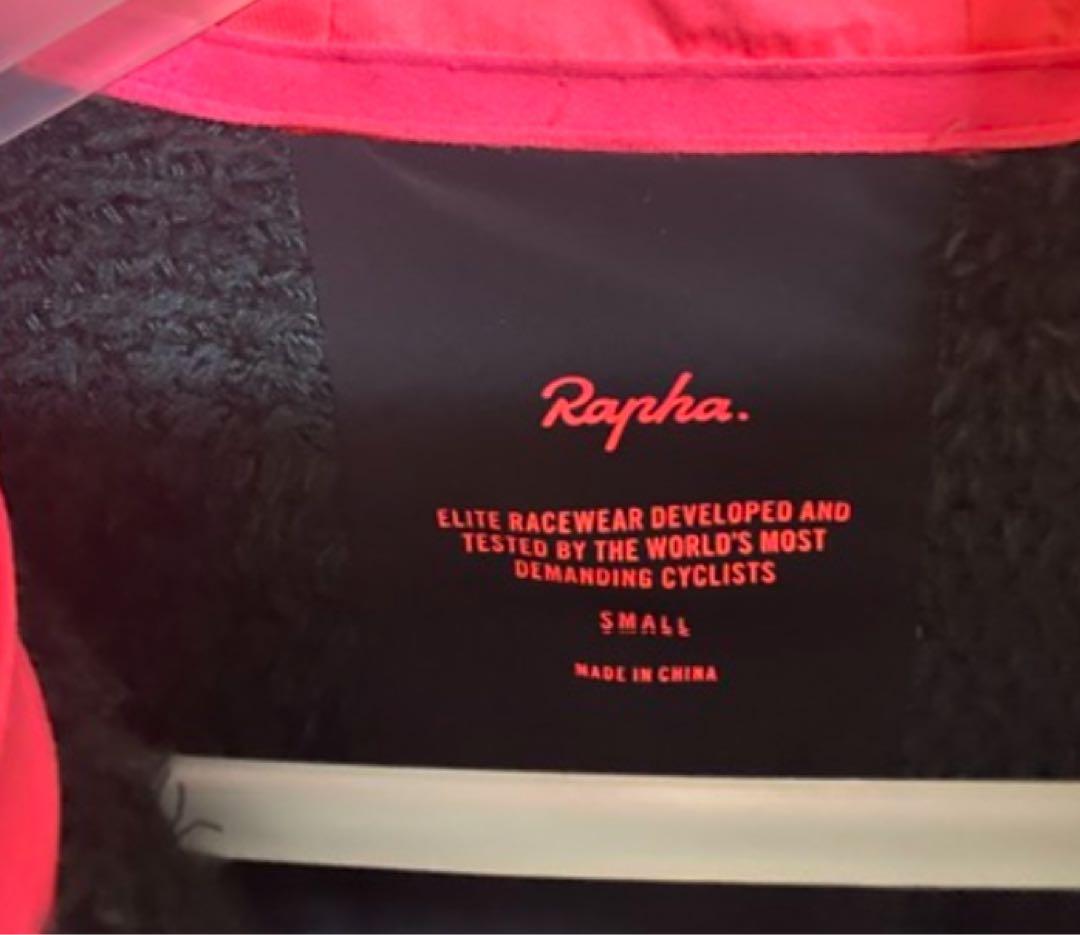 Rapha.
ELITE RACEWEAR DEVELOPED AND
TESTED BY THE WORLD'S MOST
DEMANDING CYCLISTS
SMALL
MADE IN CHINA